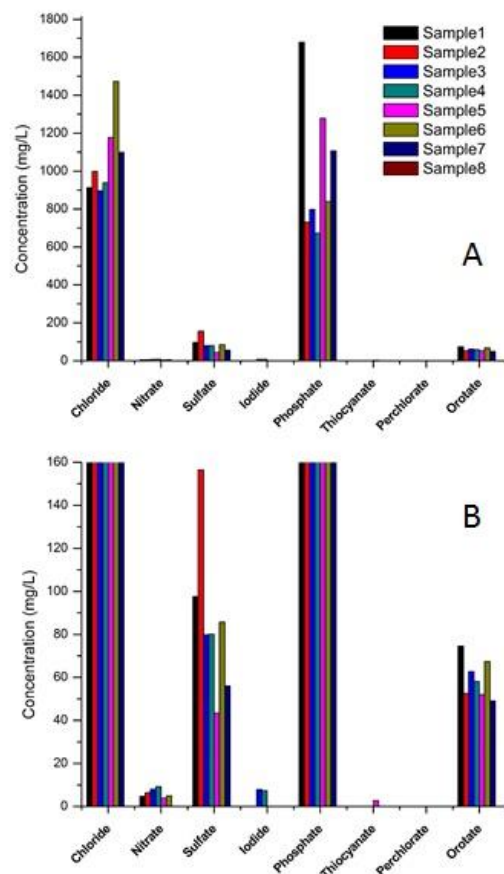 1800
1600
1400
1200
1000
800
600
400
200
0
Concentration (mg/L)
Sample1
Sample2
Sample3
Sample4
Sample5
Sample6
Sample7
Sample8
A
Chloride
Nitrate
Sulfate
Iodide
Phosphate
Thiocyanate
Perchlorate
Orotate
160
140
120
100
80
60
40
20
0
Concentration (mg/L)
B
Chloride
Nitrate
Sulfate
Iodide
Phosphate
Thiocyanate
Perchlorate
Orotate